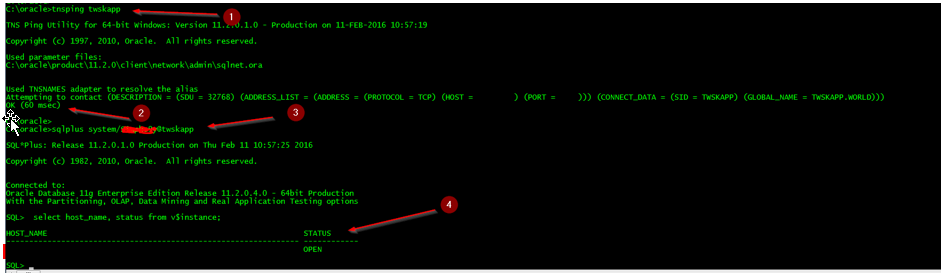 C:\oracle>tnsping twskapp
1
TNS Ping Utility for 64-bit Windows: Version 11.2.0.1.0 - Production on 11-FEB-2016 10:57:19
Copyright (c) 1997, 2010, Oracle.  All rights reserved.
Used parameter files:
C:\oracle\product\11.2.0\client\network\admin\sqlnet.ora
Used TNSNAMES adapter to resolve the alias
Attempting to contact (DESCRIPTION = (SDU = 32768) (ADDRESS_LIST = (ADDRESS = (PROTOCOL = TCP) (HOST = ) (PORT = ))) (CONNECT_DATA = (SID = TWSKAPP) (GLOBAL_NAME = TWSKAPP.WORLD)))
OK (60 msec)
2
3
C:\oracle>
C:\oracle>sqlplus system/ @twskapp
SQL*Plus: Release 11.2.0.1.0 Production on Thu Feb 11 10:57:25 2016
Copyright (c) 1982, 2010, Oracle.  All rights reserved.
Connected to:
Oracle Database 11g Enterprise Edition Release 11.2.0.4.0 - 64bit Production
With the Partitioning, OLAP, Data Mining and Real Application Testing options
4
SQL>  select host_name, status from v$instance;
HOST_NAME STATUS
---------------------------------------------------------------- ------------
OPEN
SQL>